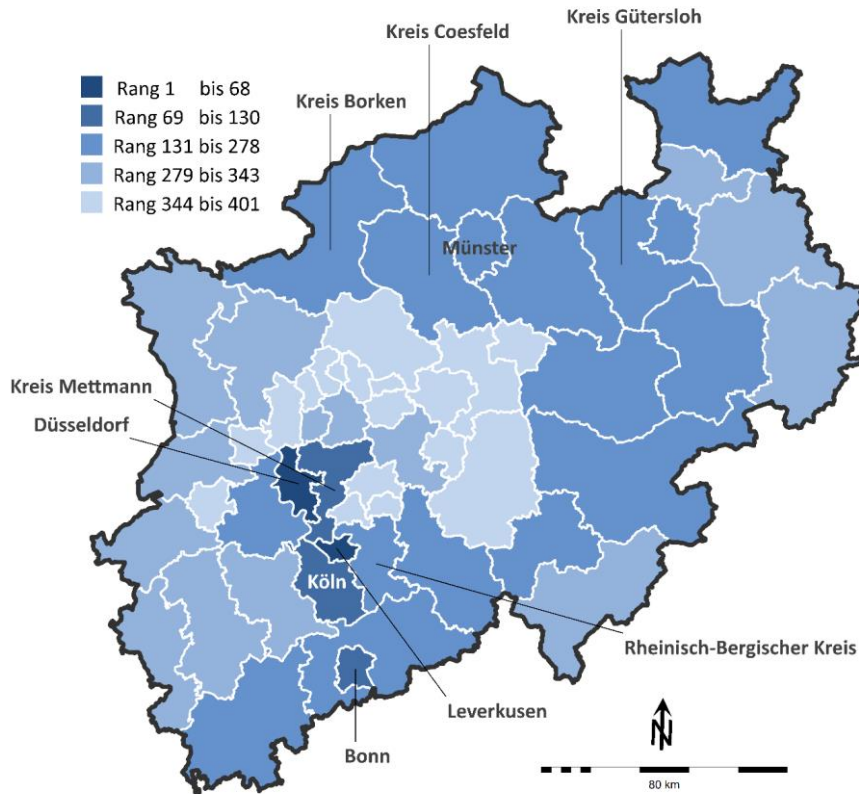 Kreis Coesfeld
Kreis Gütersloh
Rang 1 bis 68
Rang 69 bis 130
Rang 131 bis 278
Rang 279 bis 343
Rang 344 bis 401
Kreis Borken
Münster
Kreis Mettmann
Düsseldorf
Köln
Rheinisch-Bergischer Kreis
Leverkusen
Bonn
N
80 km